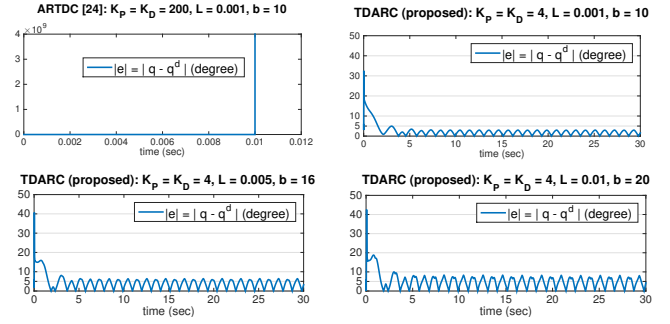 ARTDC [24]: K_P = K_D = 200, L = 0.001, b = 10
×10^9
4
3
2
1
0
|e| = | q - q^d | (degree)
0 0.002 0.004 0.006 0.008 0.01 0.012
time (sec)
TDARC (proposed): K_P = K_D = 4, L = 0.001, b = 10
50
40
30
20
10
5
0
|e| = | q - q^d | (degree)
0 5 10 15 20 25 30
time (sec)
TDARC (proposed): K_P = K_D = 4, L = 0.005, b = 16
50
40
30
20
10
5
0
|e| = | q - q^d | (degree)
0 5 10 15 20 25 30
time (sec)
TDARC (proposed): K_P = K_D = 4, L = 0.01, b = 20
50
40
30
20
10
5
0
|e| = | q - q^d | (degree)
0 5 10 15 20 25 30
time (sec)